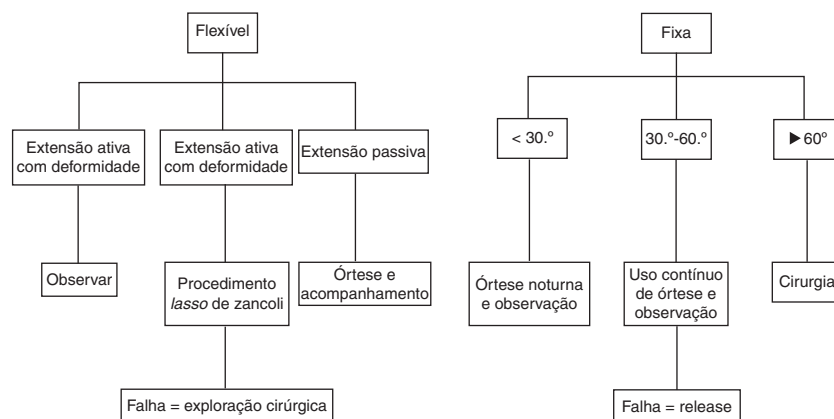 Flexível
Fixa
Extensão ativa
com deformidade
Extensão ativa
com deformidade
Extensão passiva
< 30.º
30.º-60.º
▶ 60º
Observar
Procedimento
lasso de zancoli
Órtese e
acompanhamento
Órtese noturna
e observação
Uso contínuo
de órtese e
observação
Cirurgia
Falha = exploração cirúrgica
Falha = release